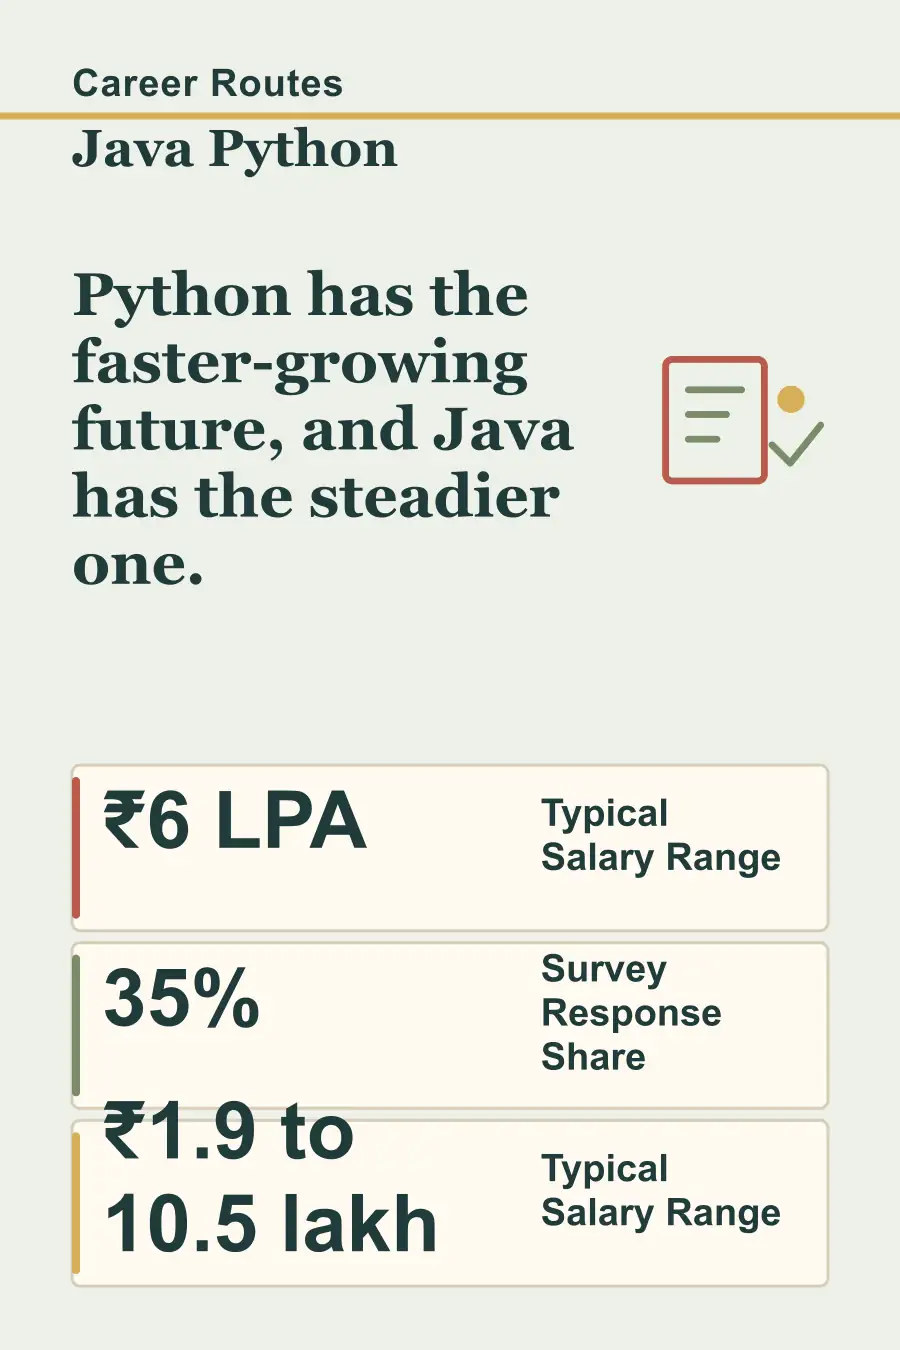 Career Routes
Java Python
Python has the
faster-growing
future, and Java
has the steadier
one.
₹6 LPA
Typical
Salary Range
35%
Survey
Response
Share
₹1.9 to
10.5 lakh
Typical
Salary Range